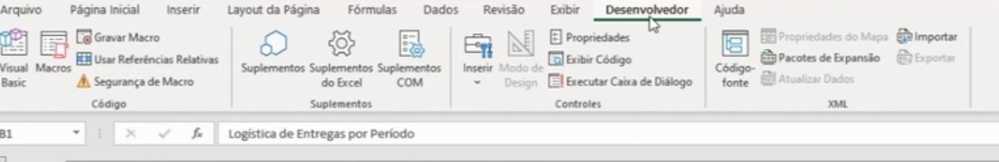 Arquivo Página Inicial Inserir Layout da Página Fórmulas Dados Revisão Exibir Desenvolvedor Ajuda
Visual Basic
Macros
Gravar Macro
Usar Referências Relativas
Segurança de Macro
Código
Suplementos
Suplementos do Excel
Suplementos COM
Suplementos
Inserir
Modo de Design
Propriedades
Exibir Código
Executar Caixa de Diálogo
Controles
Código-fonte
Propriedades do Mapa
Pacotes de Expansão
Atualizar Dados
Importar
Exportar
XML
B1 fx Logística de Entregas por Período